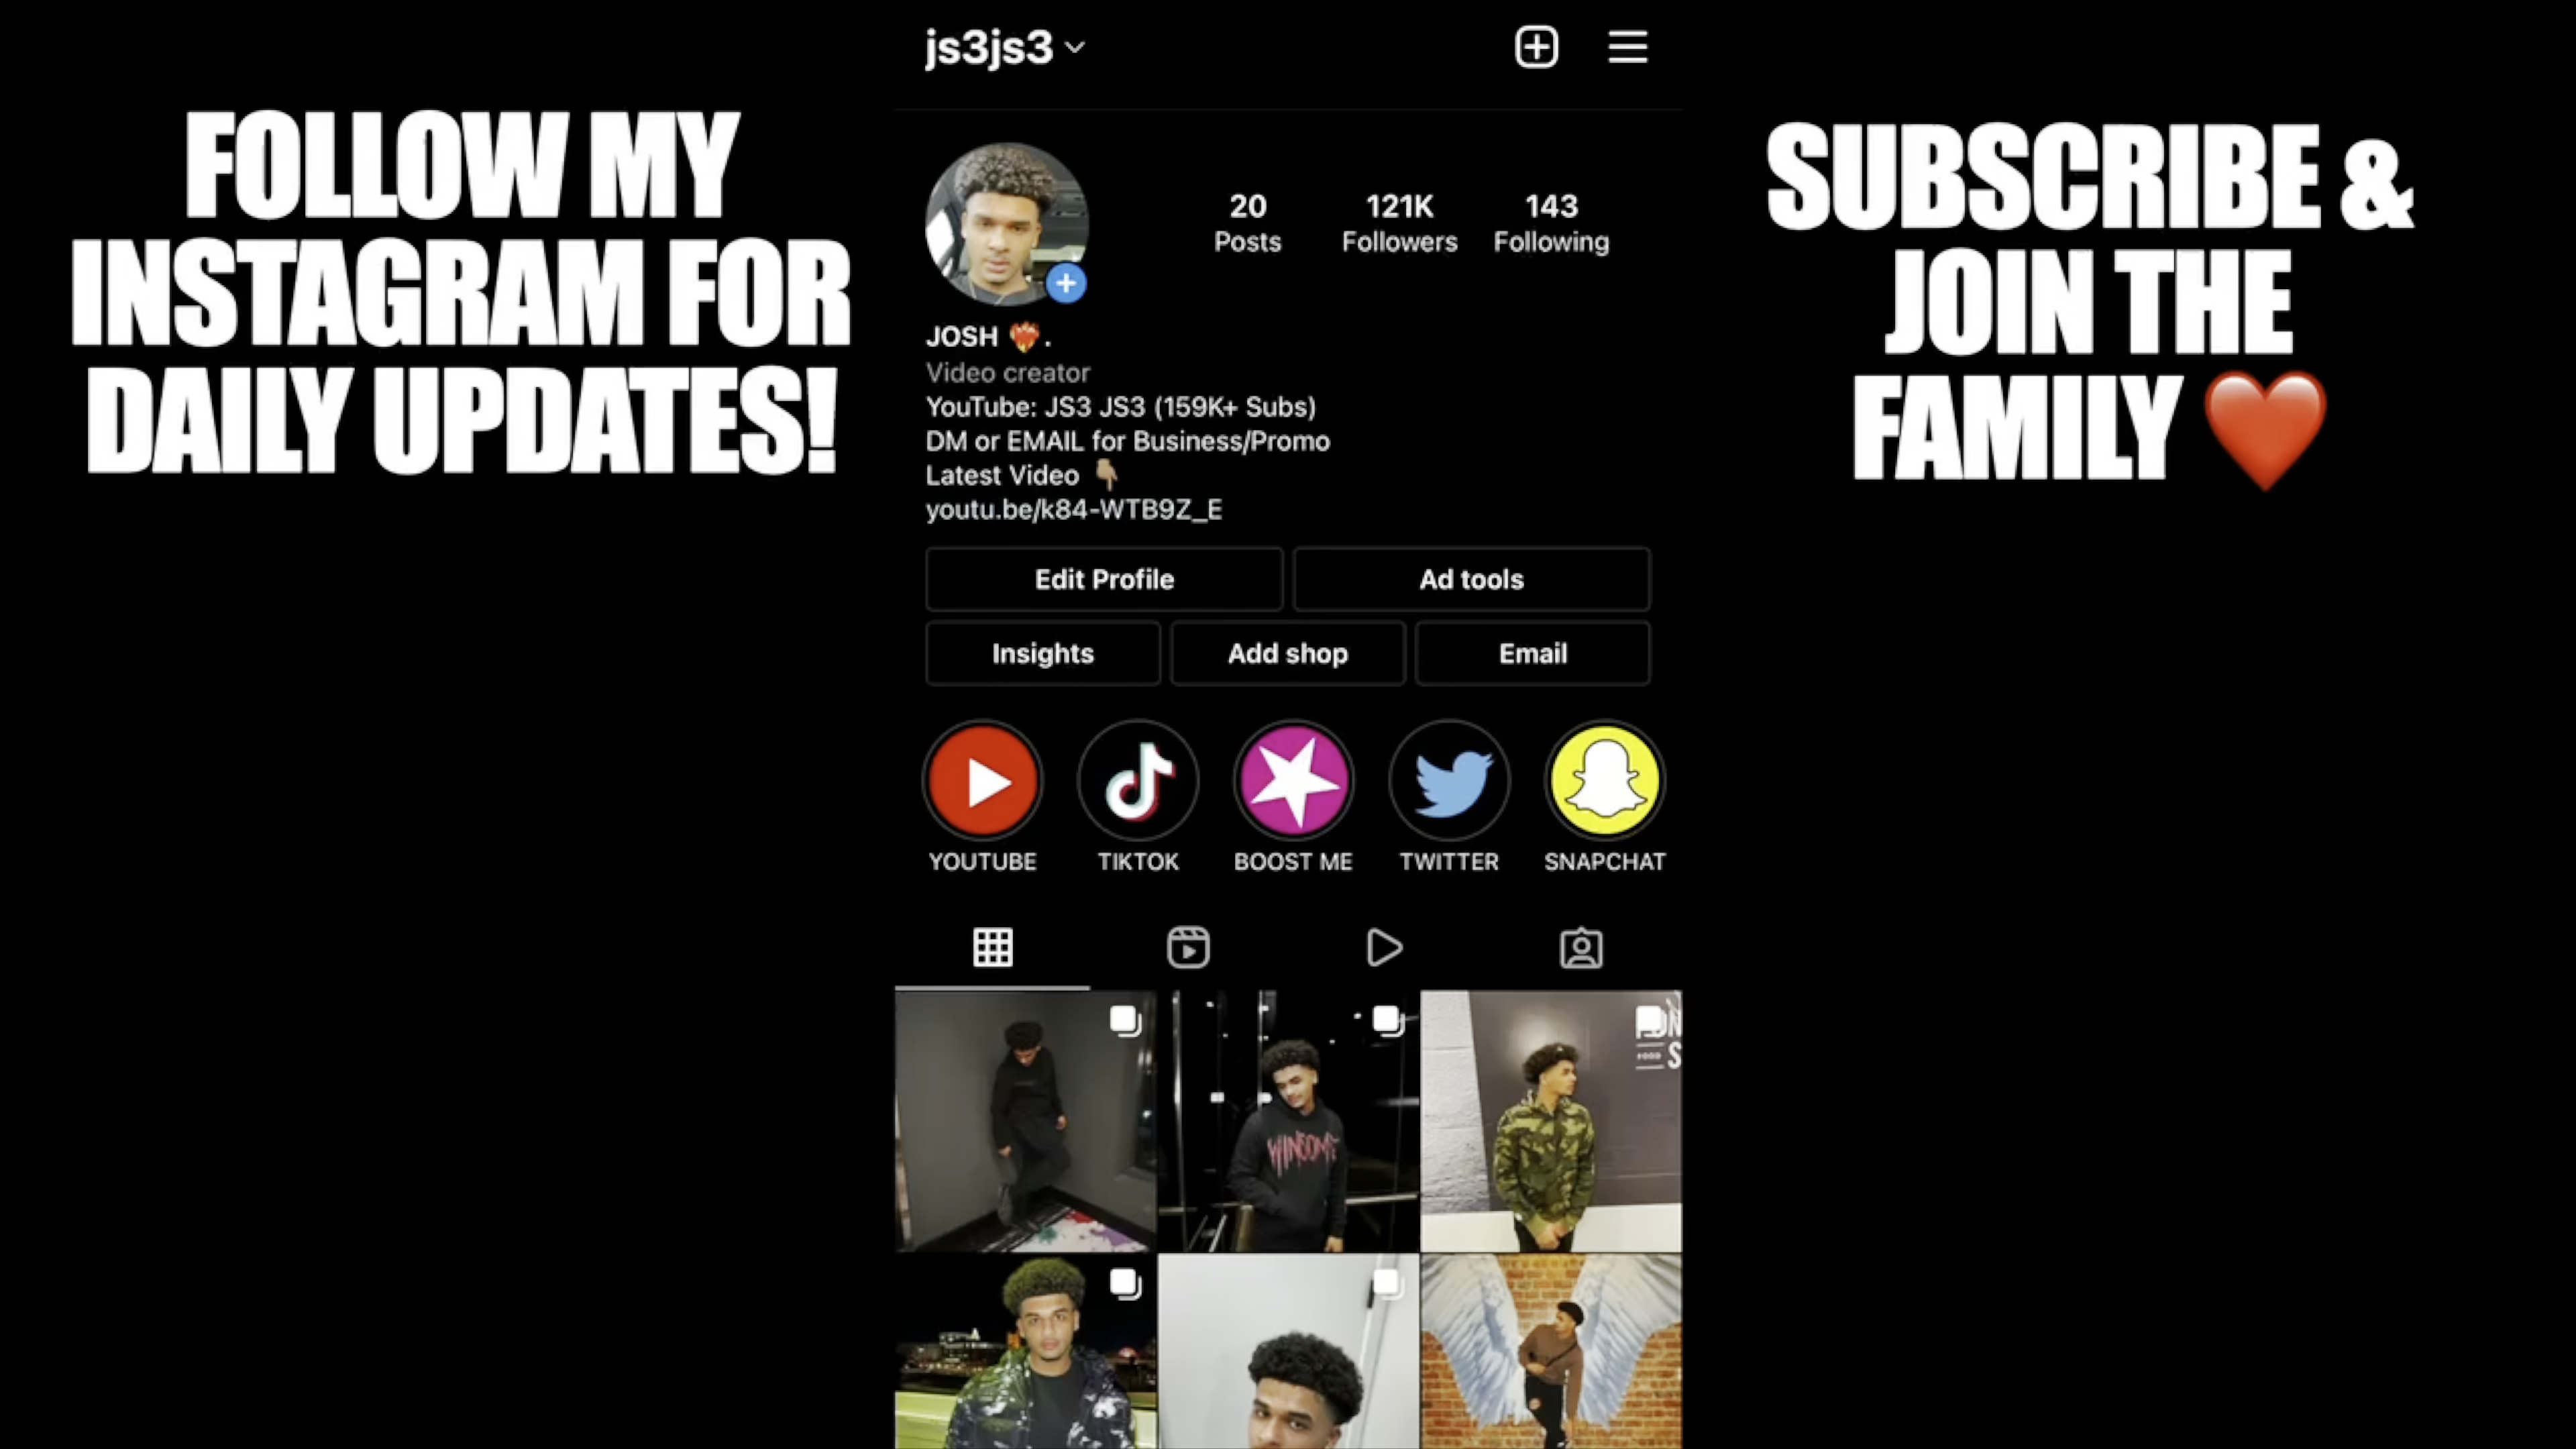 FOLLOW MY
INSTAGRAM FOR
DAILY UPDATES!
js3js3
20
Posts
121K
Followers
143
Following
JOSH ❤️‍🔥 .
Video creator
YouTube: JS3 JS3 (159K+ Subs)
DM or EMAIL for Business/Promo
Latest Video 👇🏽
youtu.be/k84-WTB9Z_E
Edit Profile
Ad tools
Insights
Add shop
Email
YOUTUBE
TIKTOK
BOOST ME
TWITTER
SNAPCHAT
WINSOME
FOOD
SUBSCRIBE &
JOIN THE
FAMILY ❤️